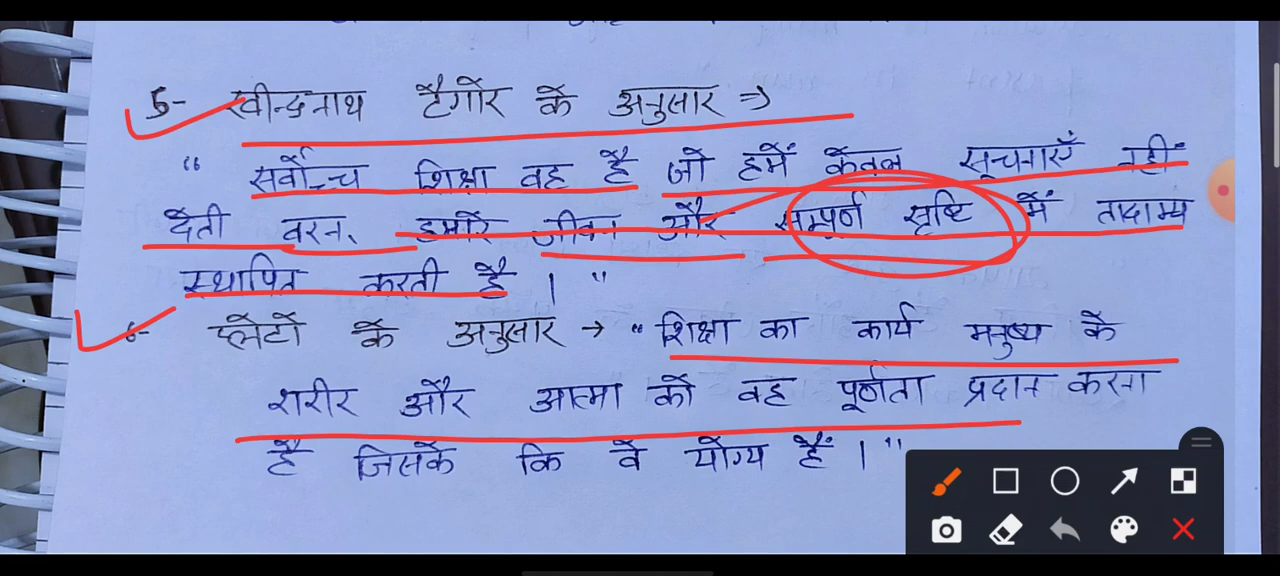 5- रवीन्द्रनाथ टैगोर के अनुसार ⇒
“ सर्वोच्च शिक्षा वह है जो हमें केवल सूचनाएँ नहीं
देती वरन् हमारे जीवन और सम्पूर्ण सृष्टि में तादाम्य
स्थापित करती है । ”
6- प्लेटो के अनुसार → “ शिक्षा का कार्य मनुष्य के
शरीर और आत्मा को वह पूर्णता प्रदान करना
है जिसके कि वे योग्य हैं । ”